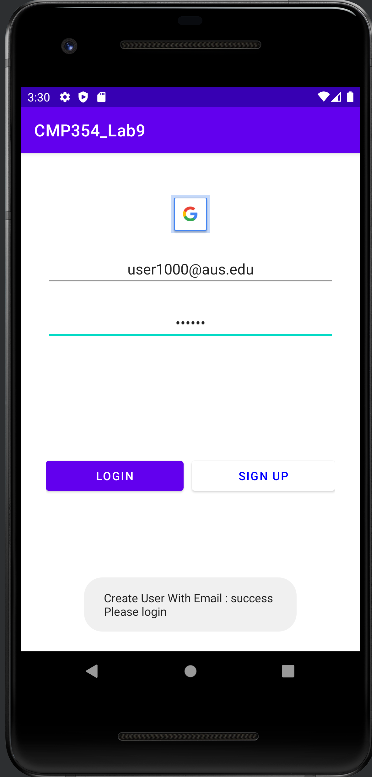 3:30
CMP354_Lab9
G
user1000@aus.edu
••••••
LOGIN
SIGN UP
Create User With Email : success
Please login